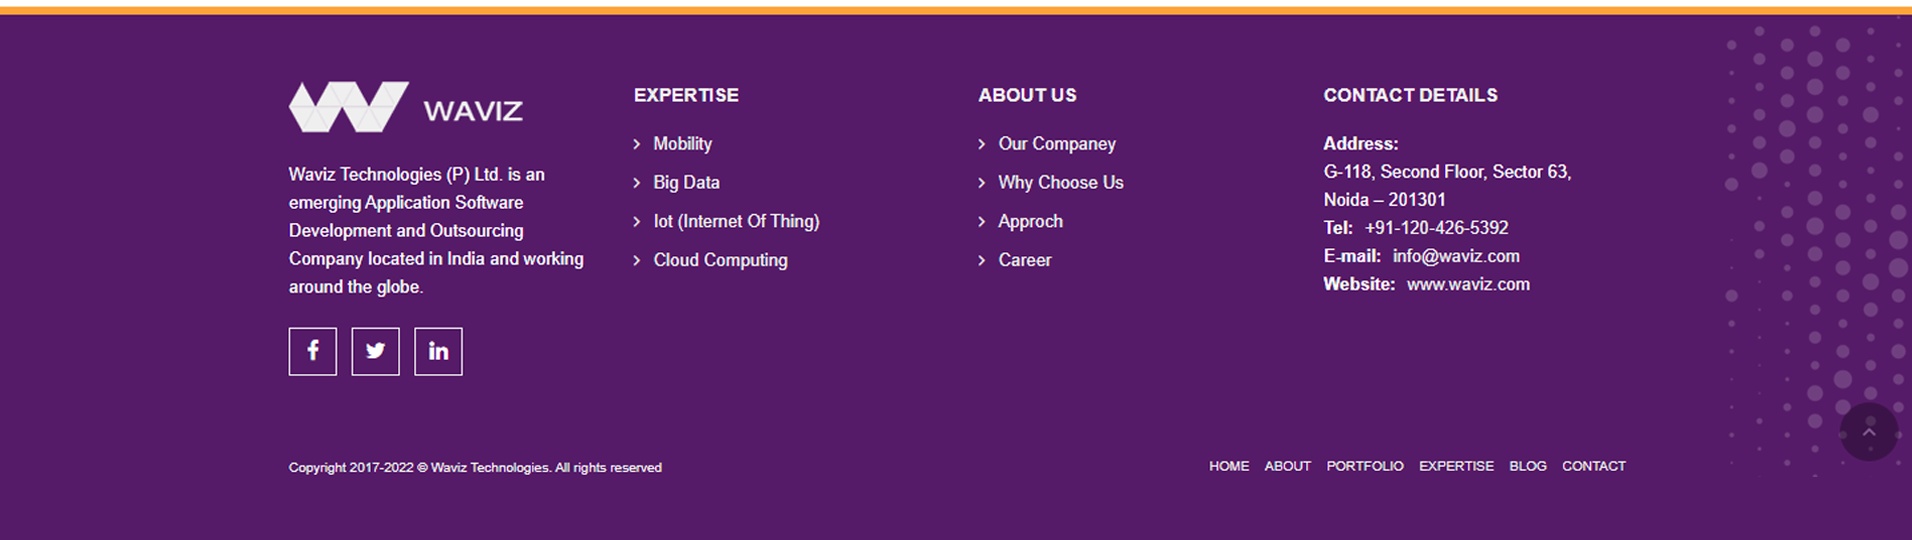 WAVIZ
Waviz Technologies (P) Ltd. is an
emerging Application Software
Development and Outsourcing
Company located in India and working
around the globe.
EXPERTISE
Mobility
Big Data
Iot (Internet Of Thing)
Cloud Computing
ABOUT US
Our Companey
Why Choose Us
Approch
Career
CONTACT DETAILS
Address:
G-118, Second Floor, Sector 63,
Noida – 201301
Tel: +91-120-426-5392
E-mail: info@waviz.com
Website: www.waviz.com
Copyright 2017-2022 © Waviz Technologies. All rights reserved
HOME ABOUT PORTFOLIO EXPERTISE BLOG CONTACT